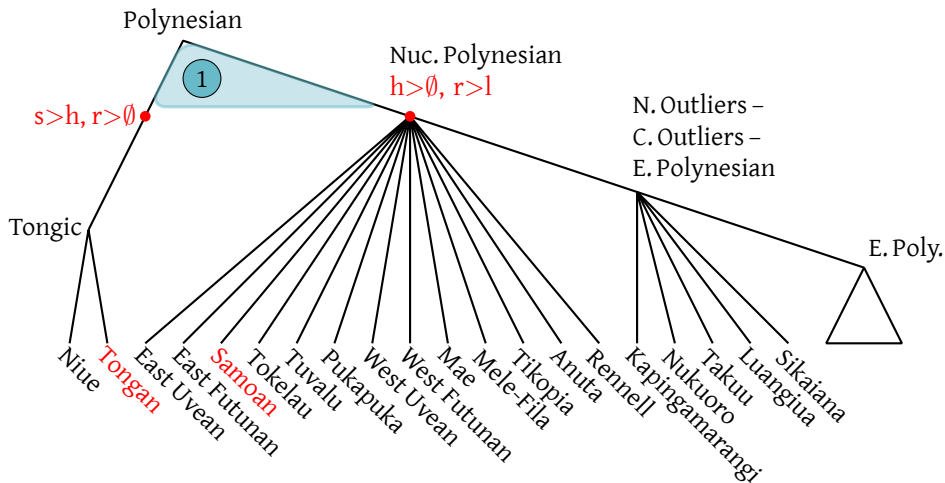 Polynesian
Nuc. Polynesian
h>∅, r>l
1
s>h, r>∅
N. Outliers –
C. Outliers –
E. Polynesian
Tongic
E. Poly.
Niue
Tongan
East Uvean
East Futunan
Samoan
Tokelau
Tuvalu
Pukapuka
West Uvean
West Futunan
Mae
Mele-Fila
Tikopia
Anuta
Rennell
Kapingamarangi
Nukuoro
Takuu
Luangiua
Sikaiana